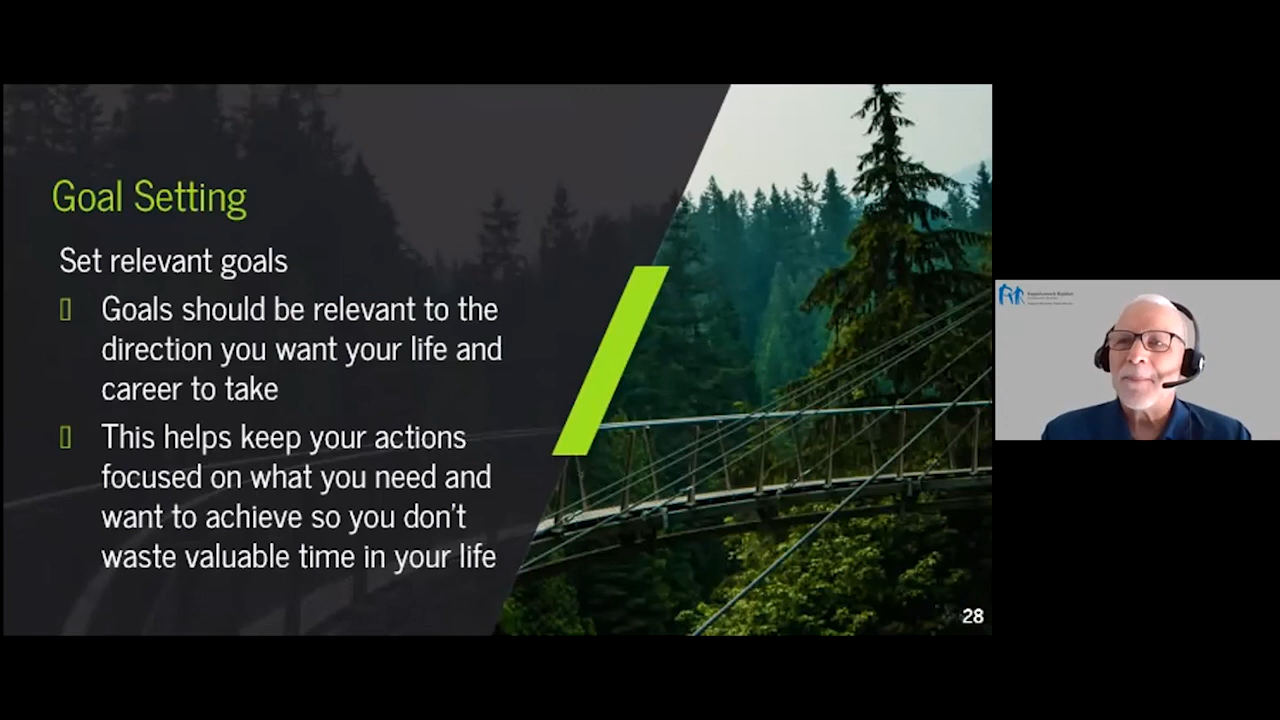 Goal Setting
Set relevant goals
Goals should be relevant to the
direction you want your life and
career to take
This helps keep your actions
focused on what you need and
want to achieve so you don't
waste valuable time in your life
28